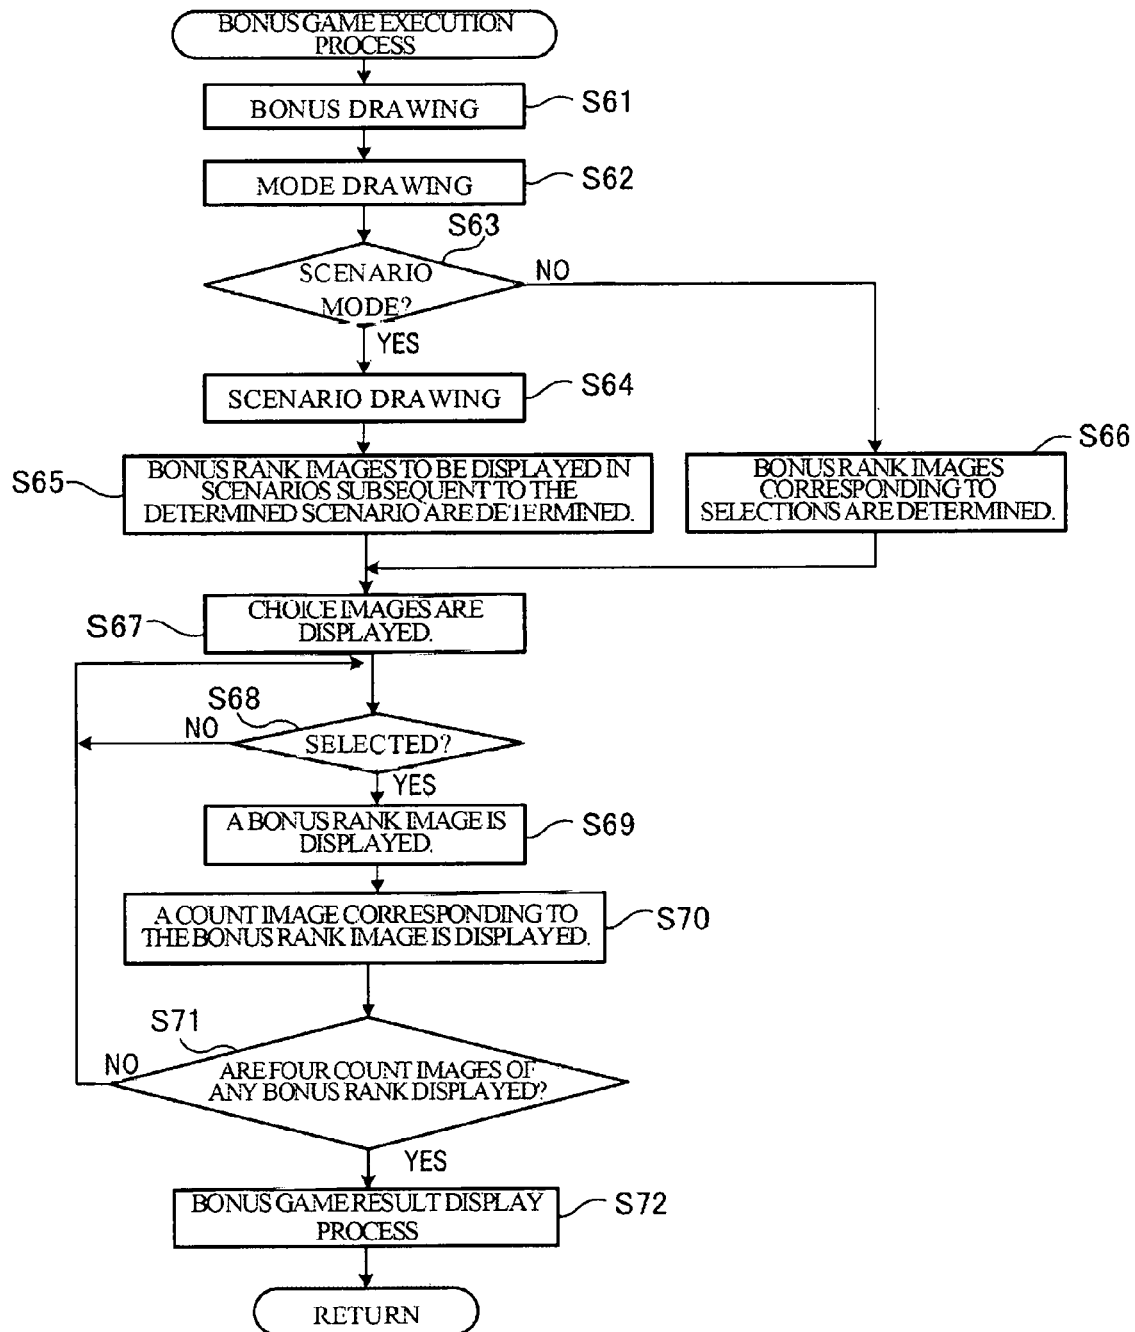 BONUS GAME EXECUTION
PROCESS
BONUS DRAWING
S61
MODE DRAWING
S62
S63
SCENARIO
MODE?
NO
YES
SCENARIO DRAWING
S64
S65
BONUS RANK IMAGES TO BE DISPLAYED IN
SCENARIOS SUBSEQUENT TO THE
DETERMINED SCENARIO ARE DETERMINED.
S66
BONUS RANK IMAGES
CORRESPONDING TO
SELECTIONS ARE DETERMINED.
S67
CHOICE IMAGES ARE
DISPLAYED.
S68
NO
SELECTED?
YES
A BONUS RANK IMAGE IS
DISPLAYED.
S69
A COUNT IMAGE CORRESPONDING TO
THE BONUS RANK IMAGE IS DISPLAYED.
S70
S71
NO
ARE FOUR COUNT IMAGES OF
ANY BONUS RANK DISPLAYED?
YES
BONUS GAME RESULT DISPLAY
PROCESS
S72
RETURN